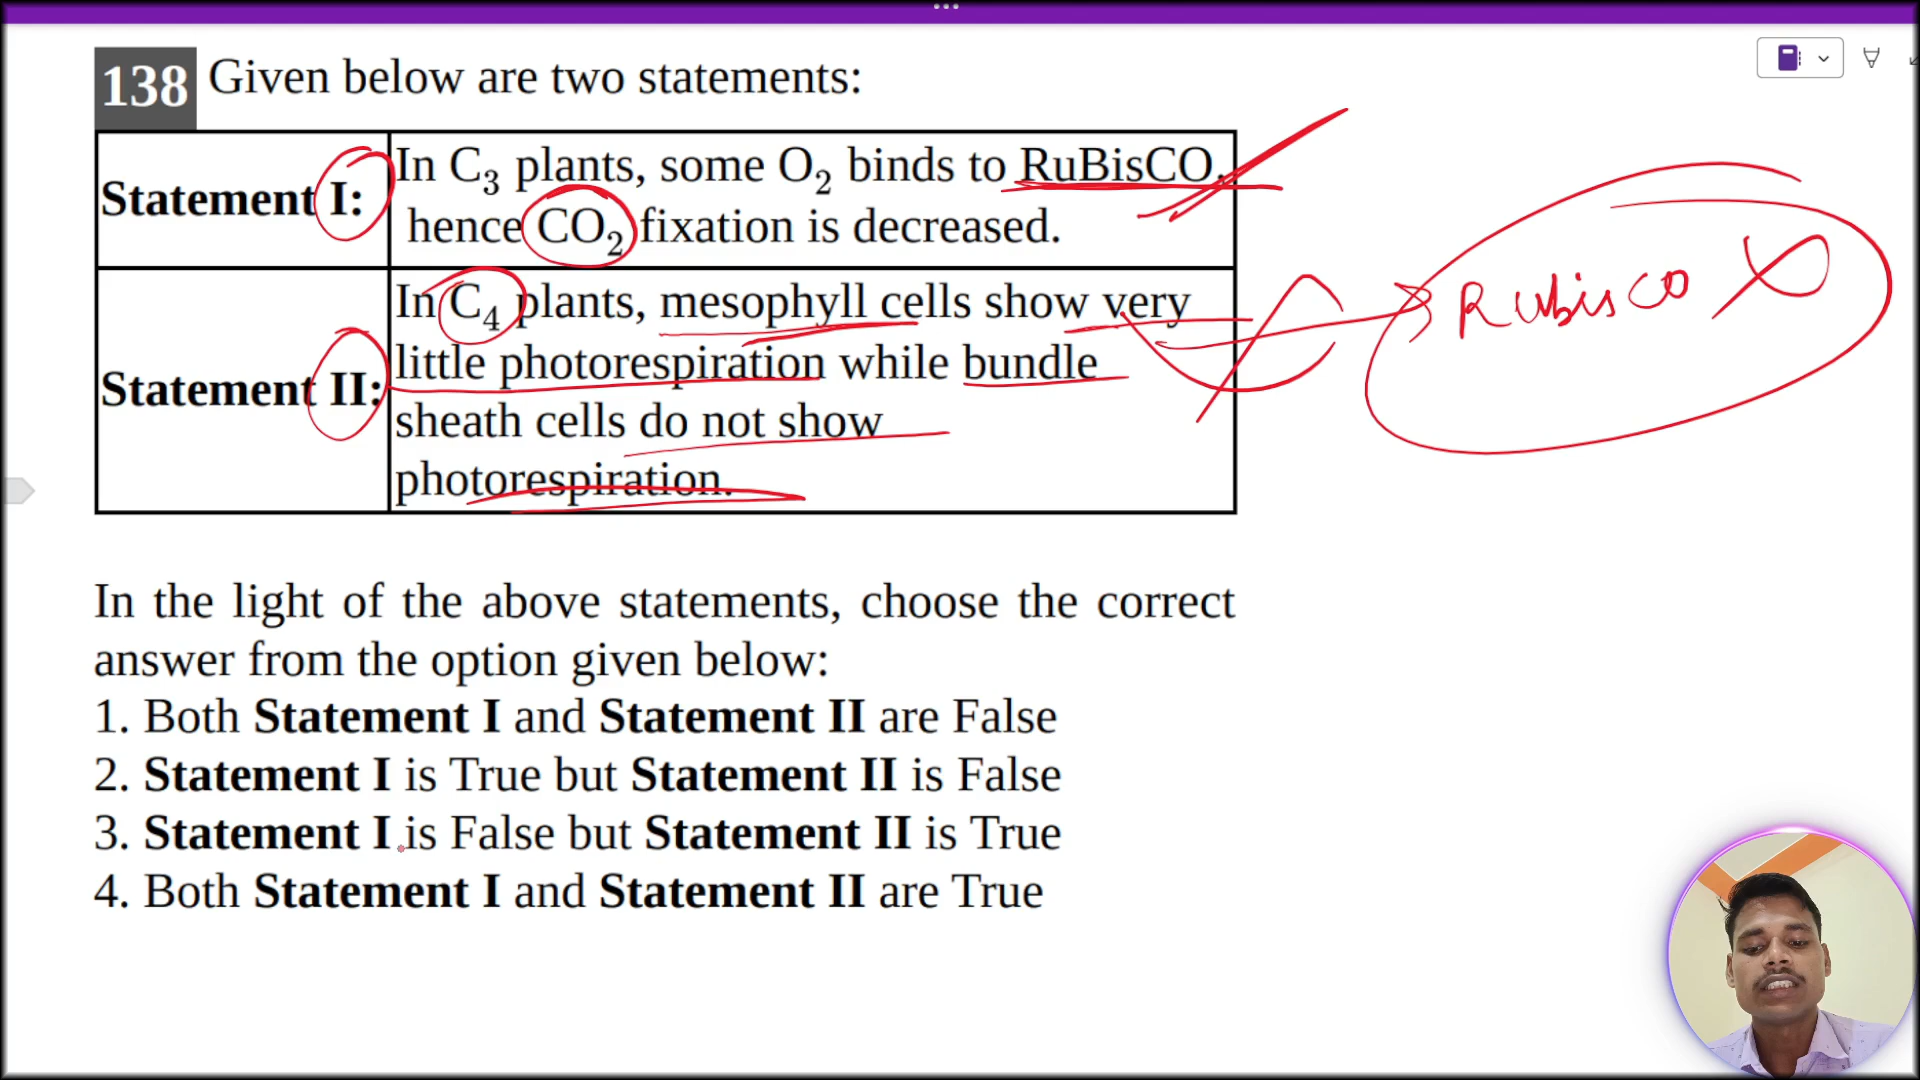 138 Given below are two statements:
Statement I: In C₃ plants, some O₂ binds to RuBisCO,
hence CO₂ fixation is decreased.
Statement II: In C₄ plants, mesophyll cells show very
little photorespiration while bundle
sheath cells do not show
photorespiration.
Rubisco
In the light of the above statements, choose the correct
answer from the option given below:
1. Both Statement I and Statement II are False
2. Statement I is True but Statement II is False
3. Statement I is False but Statement II is True
4. Both Statement I and Statement II are True